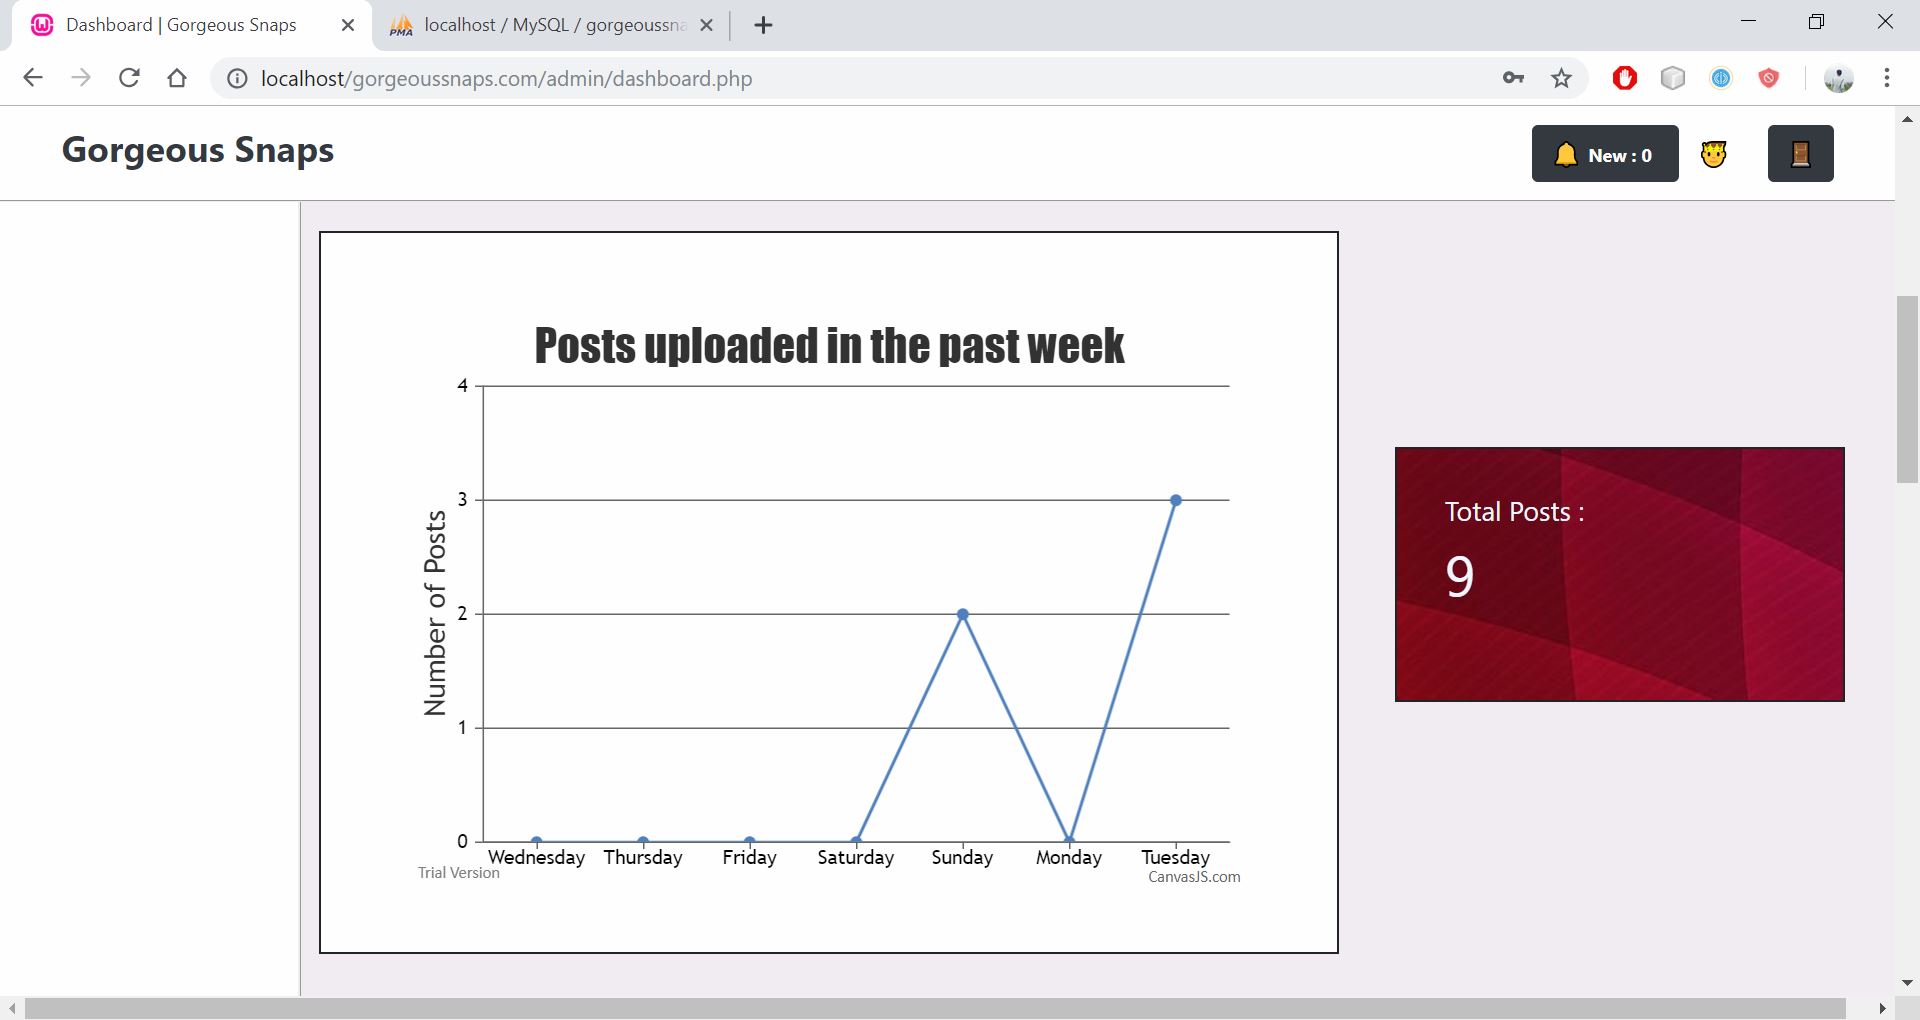 Dashboard | Gorgeous Snaps
PMA
localhost / MySQL / gorgeoussna
localhost/gorgeoussnaps.com/admin/dashboard.php
Gorgeous Snaps
New : 0
Posts uploaded in the past week
Number of Posts
4
3
2
1
0
Wednesday Thursday Friday Saturday Sunday Monday Tuesday
Trial Version
CanvasJS.com
Total Posts :
9